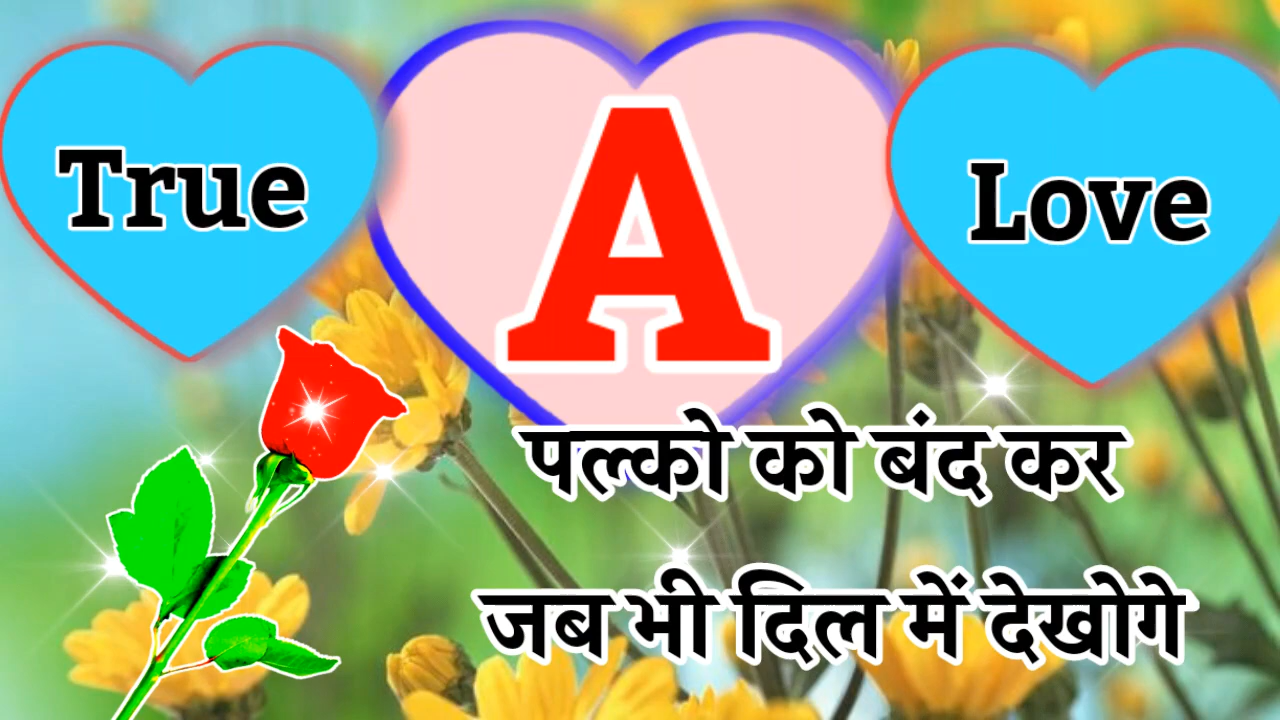 True A Love
पल्को को बंद कर
जब भी दिल में देखोगे